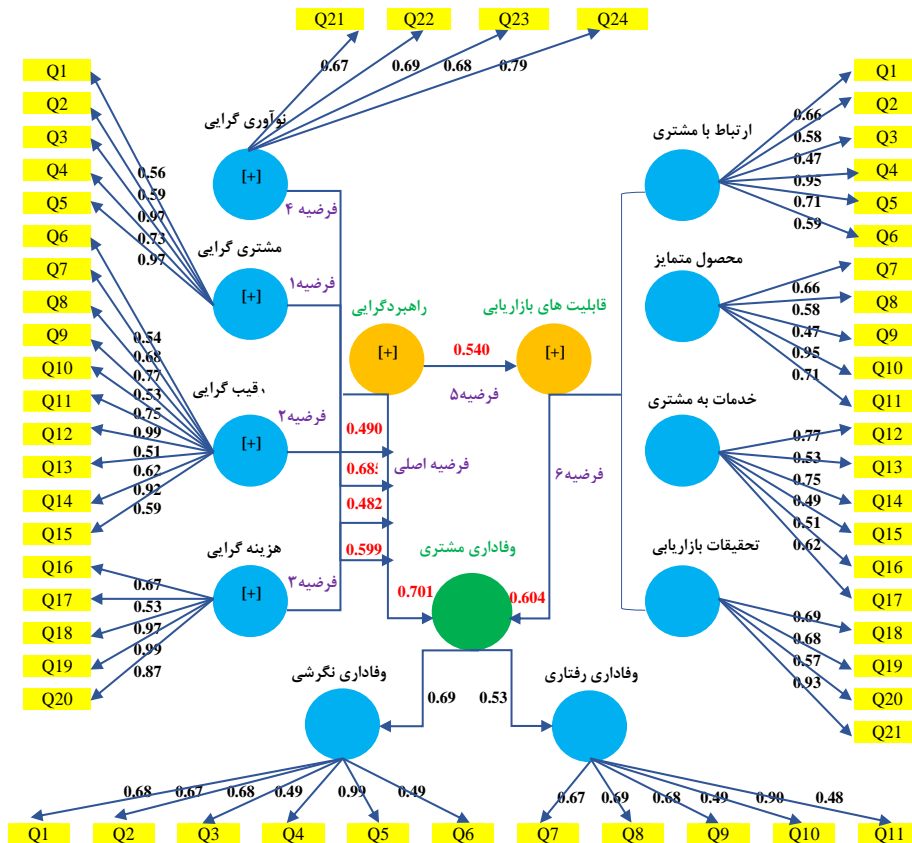 Q21
Q22
Q23
Q24
0.67
0.69
0.68
0.79
Q1
Q2
Q3
Q4
Q5
Q6
Q7
Q8
Q9
Q10
Q11
Q12
Q13
Q14
Q15
Q16
Q17
Q18
Q19
Q20
0.56
0.59
0.97
0.73
0.97
0.54
0.68
0.77
0.53
0.75
0.99
0.51
0.62
0.92
0.59
0.67
0.53
0.97
0.99
0.87
نوآوری گرایی
[+]
مشتری گرایی
[+]
رقیب گرایی
[+]
هزینه گرایی
[+]
فرضیه ۴
فرضیه۱
فرضیه۲
فرضیه۳
راهبردگرایی
[+]
0.540
فرضیه۵
قابلیت های بازاریابی
[+]
0.490
0.685
0.482
0.599
فرضیه اصلی
فرضیه۶
وفاداری مشتری
0.701
0.604
ارتباط با مشتری
محصول متمایز
خدمات به مشتری
تحقیقات بازاریابی
0.66
0.58
0.47
0.95
0.71
0.59
0.66
0.58
0.47
0.95
0.71
0.77
0.53
0.75
0.49
0.51
0.62
0.69
0.68
0.57
0.93
Q1
Q2
Q3
Q4
Q5
Q6
Q7
Q8
Q9
Q10
Q11
Q12
Q13
Q14
Q15
Q16
Q17
Q18
Q19
Q20
Q21
وفاداری نگرشی
0.69
0.53
وفاداری رفتاری
0.68
0.67
0.68
0.49
0.99
0.49
0.67
0.69
0.68
0.49
0.90
0.48
Q1
Q2
Q3
Q4
Q5
Q6
Q7
Q8
Q9
Q10
Q11